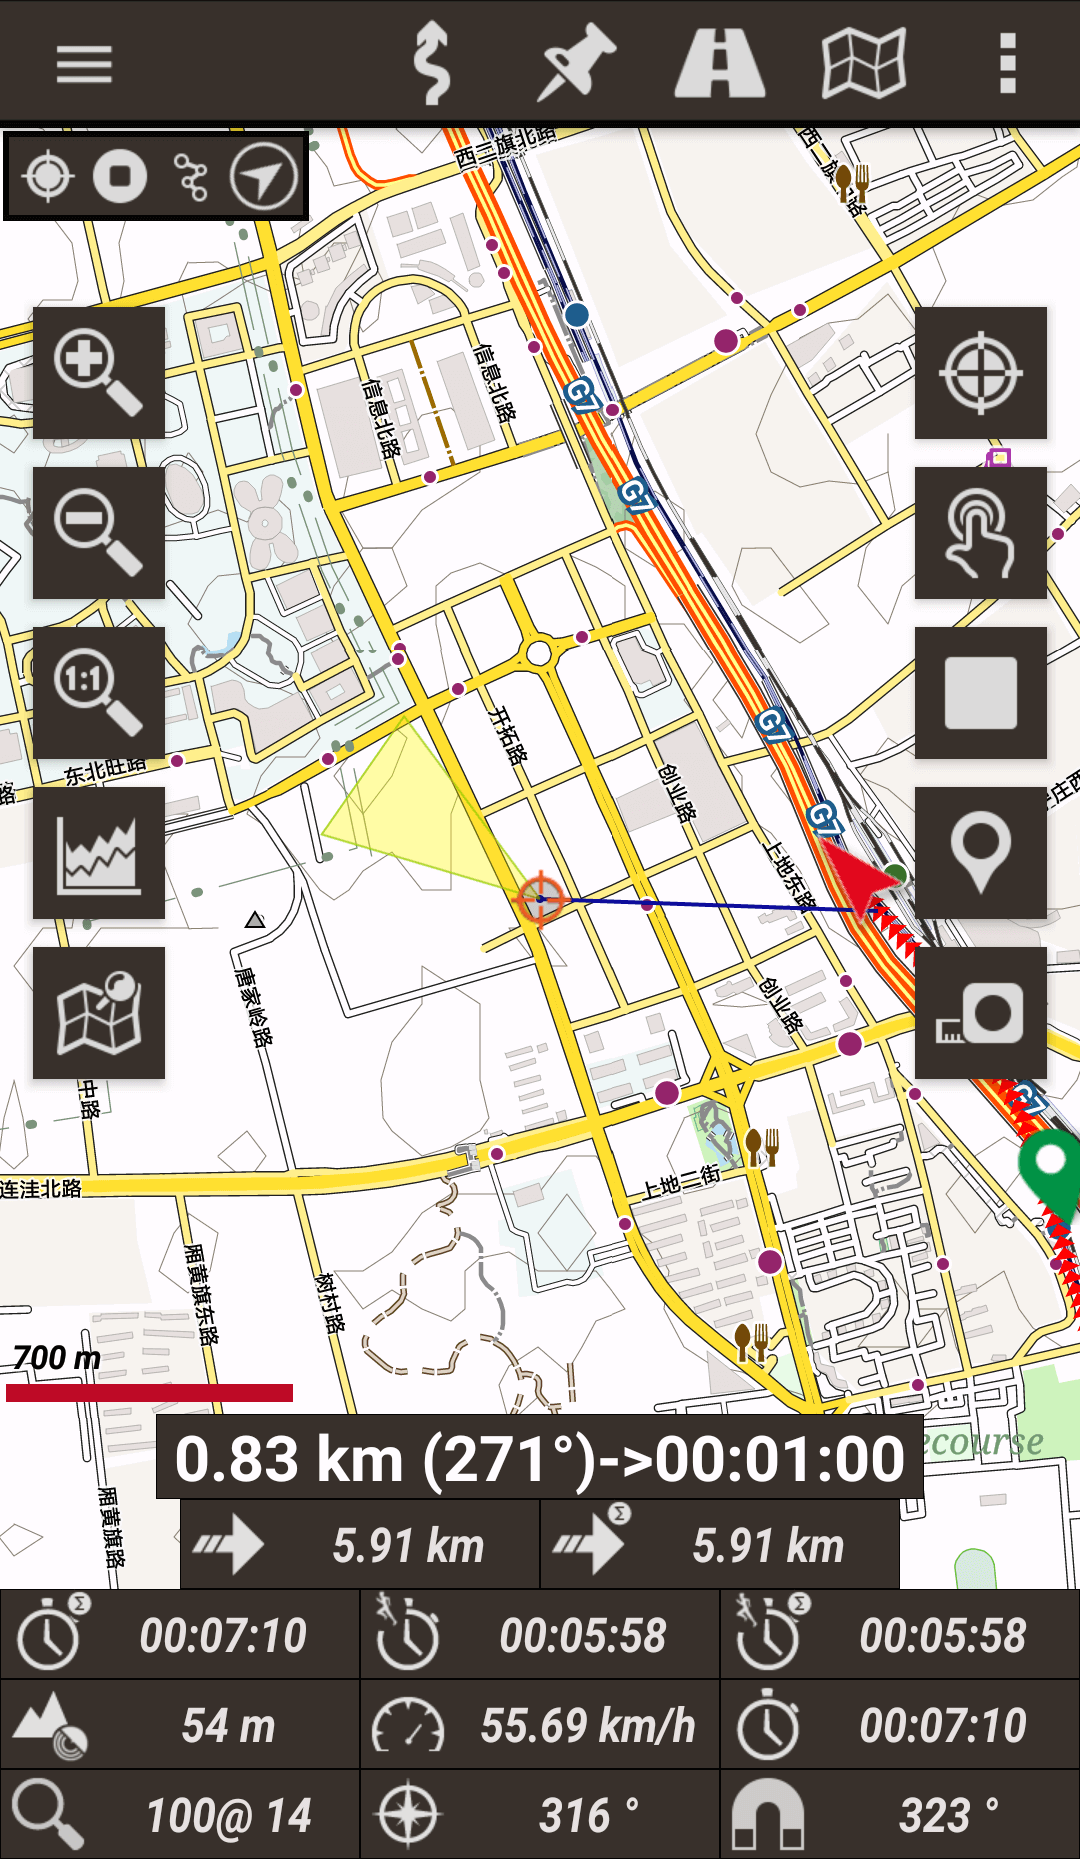 西二旗北路
西二旗
路
信息北路
信息北路
G7
G7
1:1
开拓路
G7
东北旺路
路
创业路
G7
上地东路
唐家岭路
创业路
中路
G7
连洼北路
上地二街
厢黄旗东路
树村路
700 m
ecourse
厢黄旗路
0.83 km (271°)->00:01:00
5.91 km
Σ
5.91 km
Σ
00:07:10
00:05:58
Σ
00:05:58
54 m
55.69 km/h
00:07:10
100@ 14
316 °
323 °